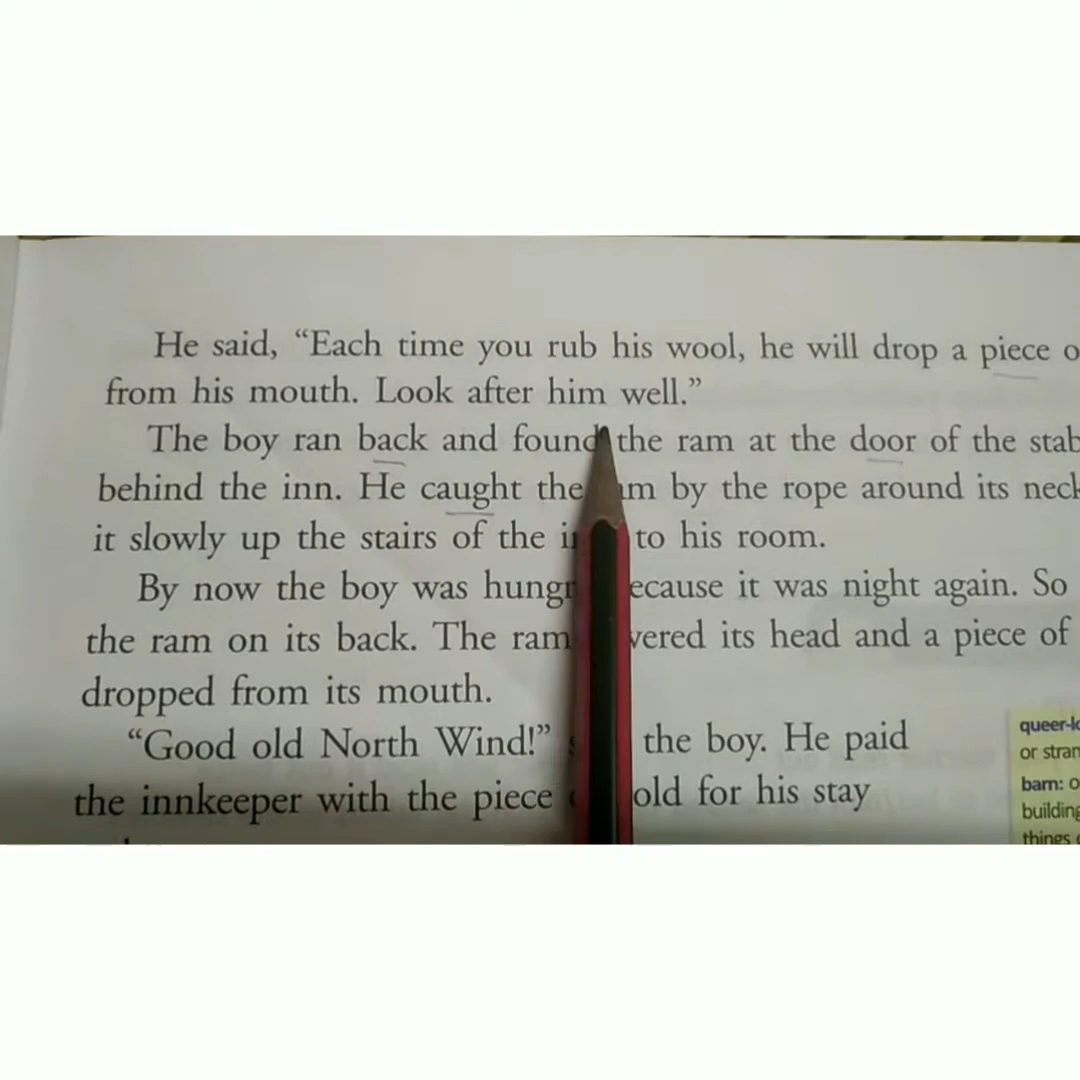 He said, “Each time you rub his wool, he will drop a piece o
from his mouth. Look after him well.”
The boy ran back and found the ram at the door of the stab
behind the inn. He caught the am by the rope around its neck
it slowly up the stairs of the i to his room.
By now the boy was hungr ecause it was night again. So
the ram on its back. The ram vered its head and a piece of
dropped from its mouth.
“Good old North Wind!” s the boy. He paid
the innkeeper with the piece old for his stay
queer-lo
or stran
barn: o
building
things